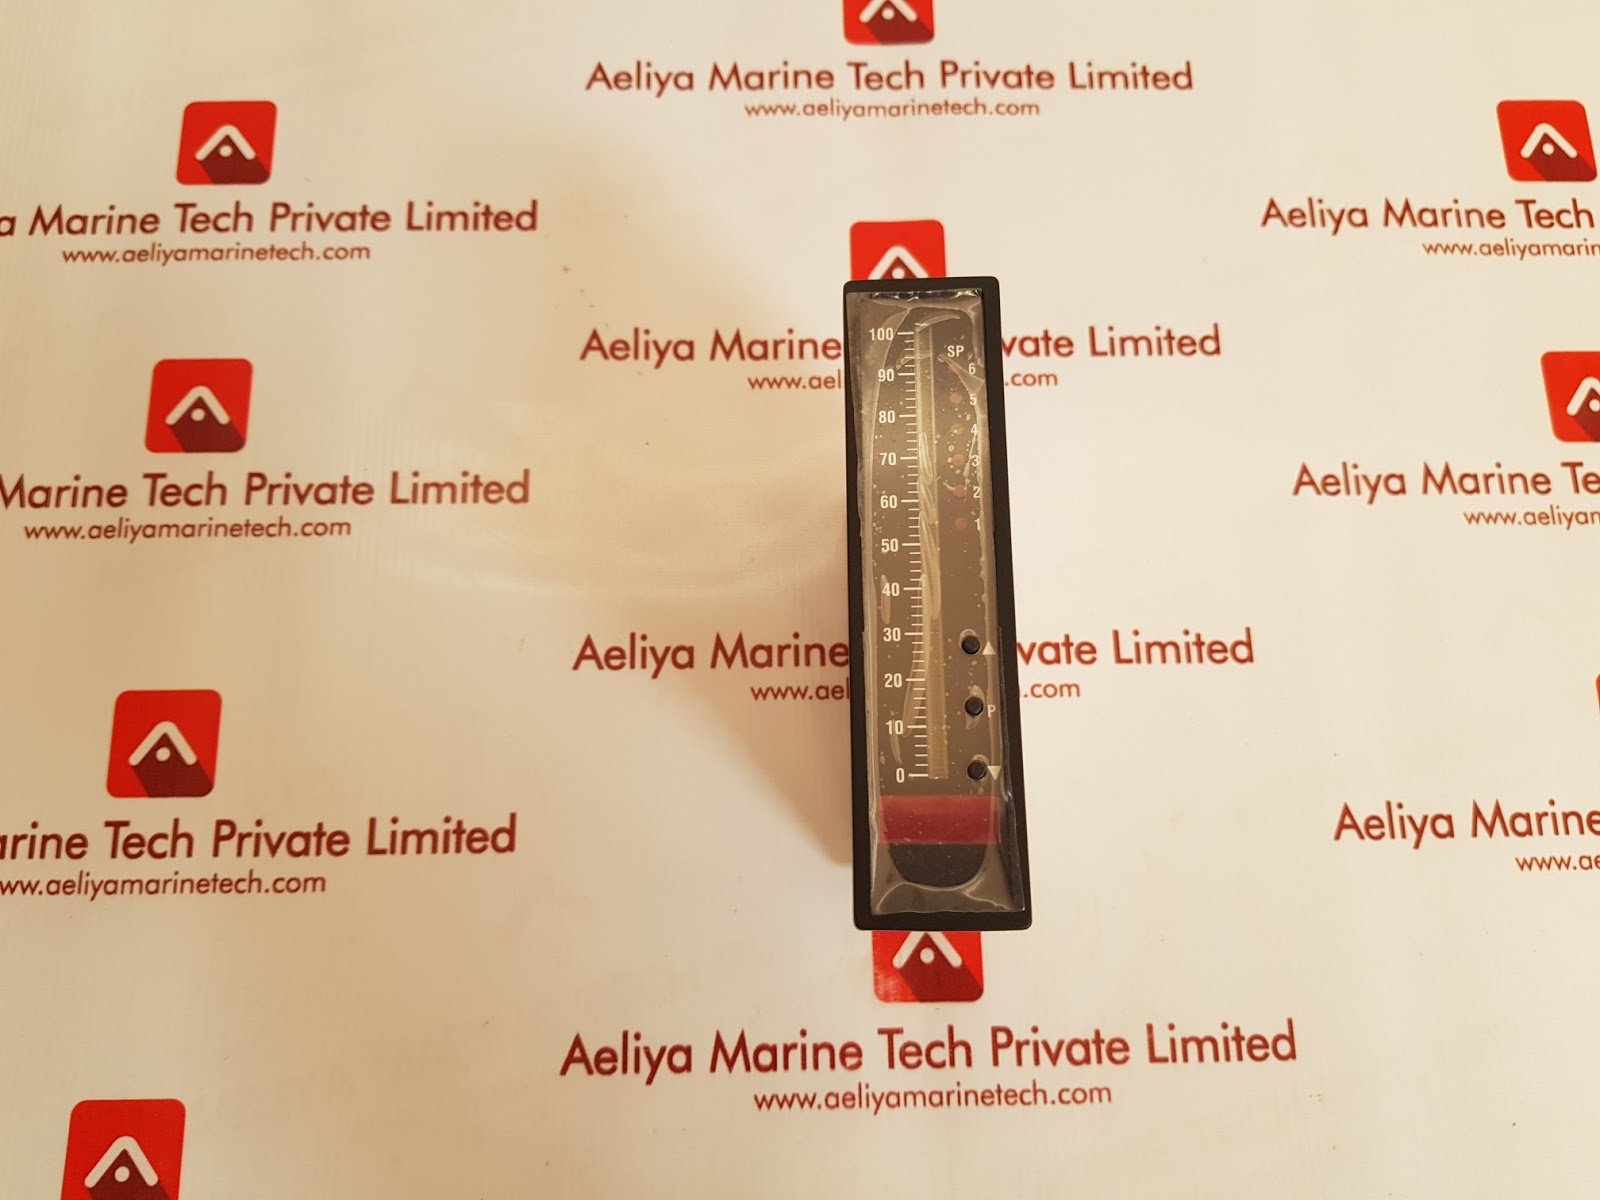 Aeliya Marine Tech Private Limited
www.aeliyamarinetech.com
a Marine Tech Private Limited
www.aeliyamarinetech.com
Aeliya Marine Tech
www.aeliyamarin
Aeliya Marine vate Limited
www.ael .com
Marine Tech Private Limited
www.aeliyamarinetech.com
Aeliya Marine Te
www.aeliyan
Aeliya Marine vate Limited
www.ael .com
arine Tech Private Limited
www.aeliyamarinetech.com
Aeliya Marine
www.ae
Aeliya Marine Tech Private Limited
www.aeliyamarinetech.com
100
90
80
70
60
50
40
30
20
10
0
SP
6
5
4
3
2
1
▲
P
▼